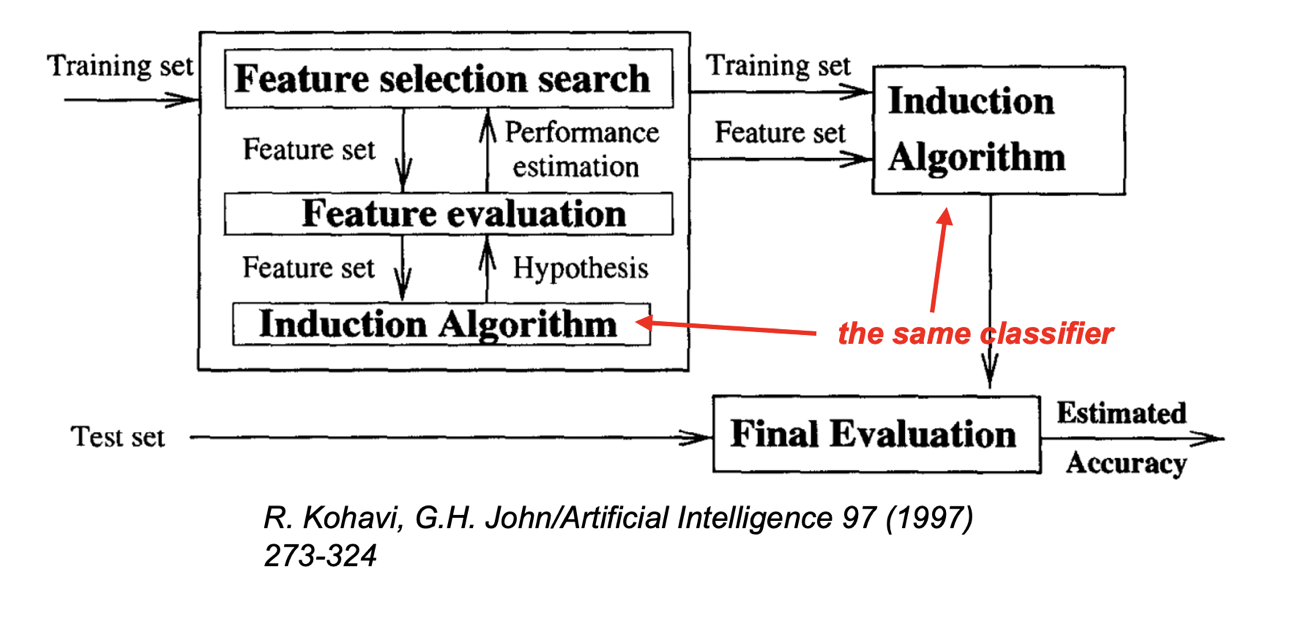 Training set
Feature selection search
Training set
Feature set
Performance
estimation
Feature set
Induction
Algorithm
Feature evaluation
Feature set
Hypothesis
Induction Algorithm
the same classifier
Test set
Final Evaluation
Estimated
Accuracy
R. Kohavi, G.H. John/Artificial Intelligence 97 (1997)
273-324